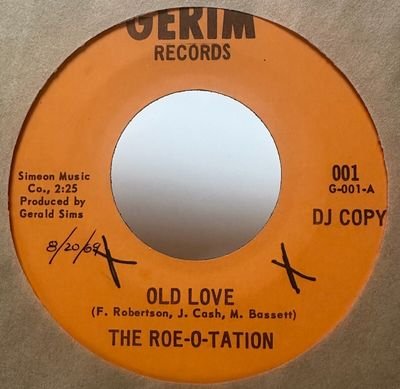 GERIM
RECORDS
Simeon Music
Co., 2:25
Produced by
Gerald Sims
001
G-001-A
DJ COPY
8/20/69
X
X
OLD LOVE
(F. Robertson, J. Cash, M. Bassett)
THE ROE-O-TATION